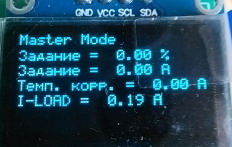 GND VCC SCL SDA
Master Mode
Задание = 0.00 %
Задание = 0.00 A
Темп. корр. = 0.00 A
I-LOAD = 0.19 A